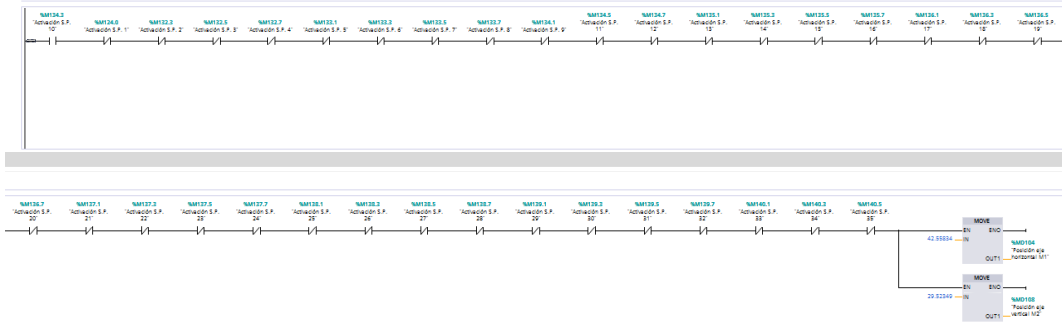 %M134.3
"Activación S.P.
10"
%M124.0
"Activación S.P. 1"
%M132.3
"Activación S.P. 2"
%M132.5
"Activación S.P. 3"
%M132.7
"Activación S.P. 4"
%M133.1
"Activación S.P. 5"
%M133.3
"Activación S.P. 6"
%M133.5
"Activación S.P. 7"
%M133.7
"Activación S.P. 8"
%M134.1
"Activación S.P. 9"
%M134.5
"Activación S.P.
11"
%M134.7
"Activación S.P.
12"
%M135.1
"Activación S.P.
13"
%M135.3
"Activación S.P.
14"
%M135.5
"Activación S.P.
15"
%M135.7
"Activación S.P.
16"
%M136.1
"Activación S.P.
17"
%M136.3
"Activación S.P.
18"
%M136.5
"Activación S.P.
19"
%M136.7
"Activación S.P.
20"
%M137.1
"Activación S.P.
21"
%M137.3
"Activación S.P.
22"
%M137.5
"Activación S.P.
23"
%M137.7
"Activación S.P.
24"
%M138.1
"Activación S.P.
25"
%M138.3
"Activación S.P.
26"
%M138.5
"Activación S.P.
27"
%M138.7
"Activación S.P.
28"
%M139.1
"Activación S.P.
29"
%M139.3
"Activación S.P.
30"
%M139.5
"Activación S.P.
31"
%M139.7
"Activación S.P.
32"
%M140.1
"Activación S.P.
33"
%M140.3
"Activación S.P.
34"
%M140.5
"Activación S.P.
35"
MOVE
EN ENO
42.55834 IN
%MD104
"Posición eje
OUT1 horizontal M1"
MOVE
EN ENO
29.52349 IN
%MD108
"Posición eje
OUT1 vertical M2"